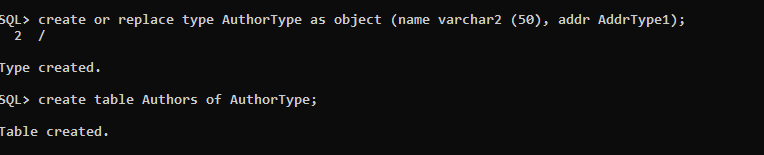 SQL> create or replace type AuthorType as object (name varchar2 (50), addr AddrType1);
  2  /
Type created.
SQL> create table Authors of AuthorType;
Table created.